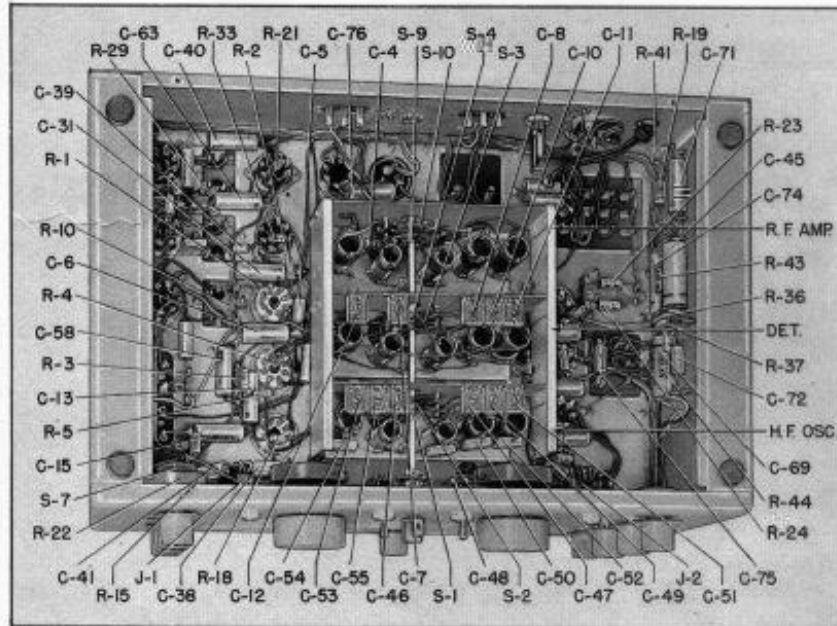 C-63 R-33 R-21 C-76 S-9 S-4 C-8 C-11 R-19
R-29 C-40 R-2 C-5 C-4 S-10 S-3 C-10 R-41 C-71
C-39
C-31
R-1
R-10
C-6
R-4
C-58
R-3
C-13
R-5
C-15
S-7
R-22
R-23
C-45
C-74
R.F. AMP.
R-43
R-36
DET.
R-37
C-72
H.F. OSC.
C-69
R-44
R-24
C-41 J-1 R-18 C-54 C-55 C-7 C-48 C-50 C-52 J-2 C-75
R-15 C-38 C-12 C-53 C-46 S-1 S-2 C-47 C-49 C-51